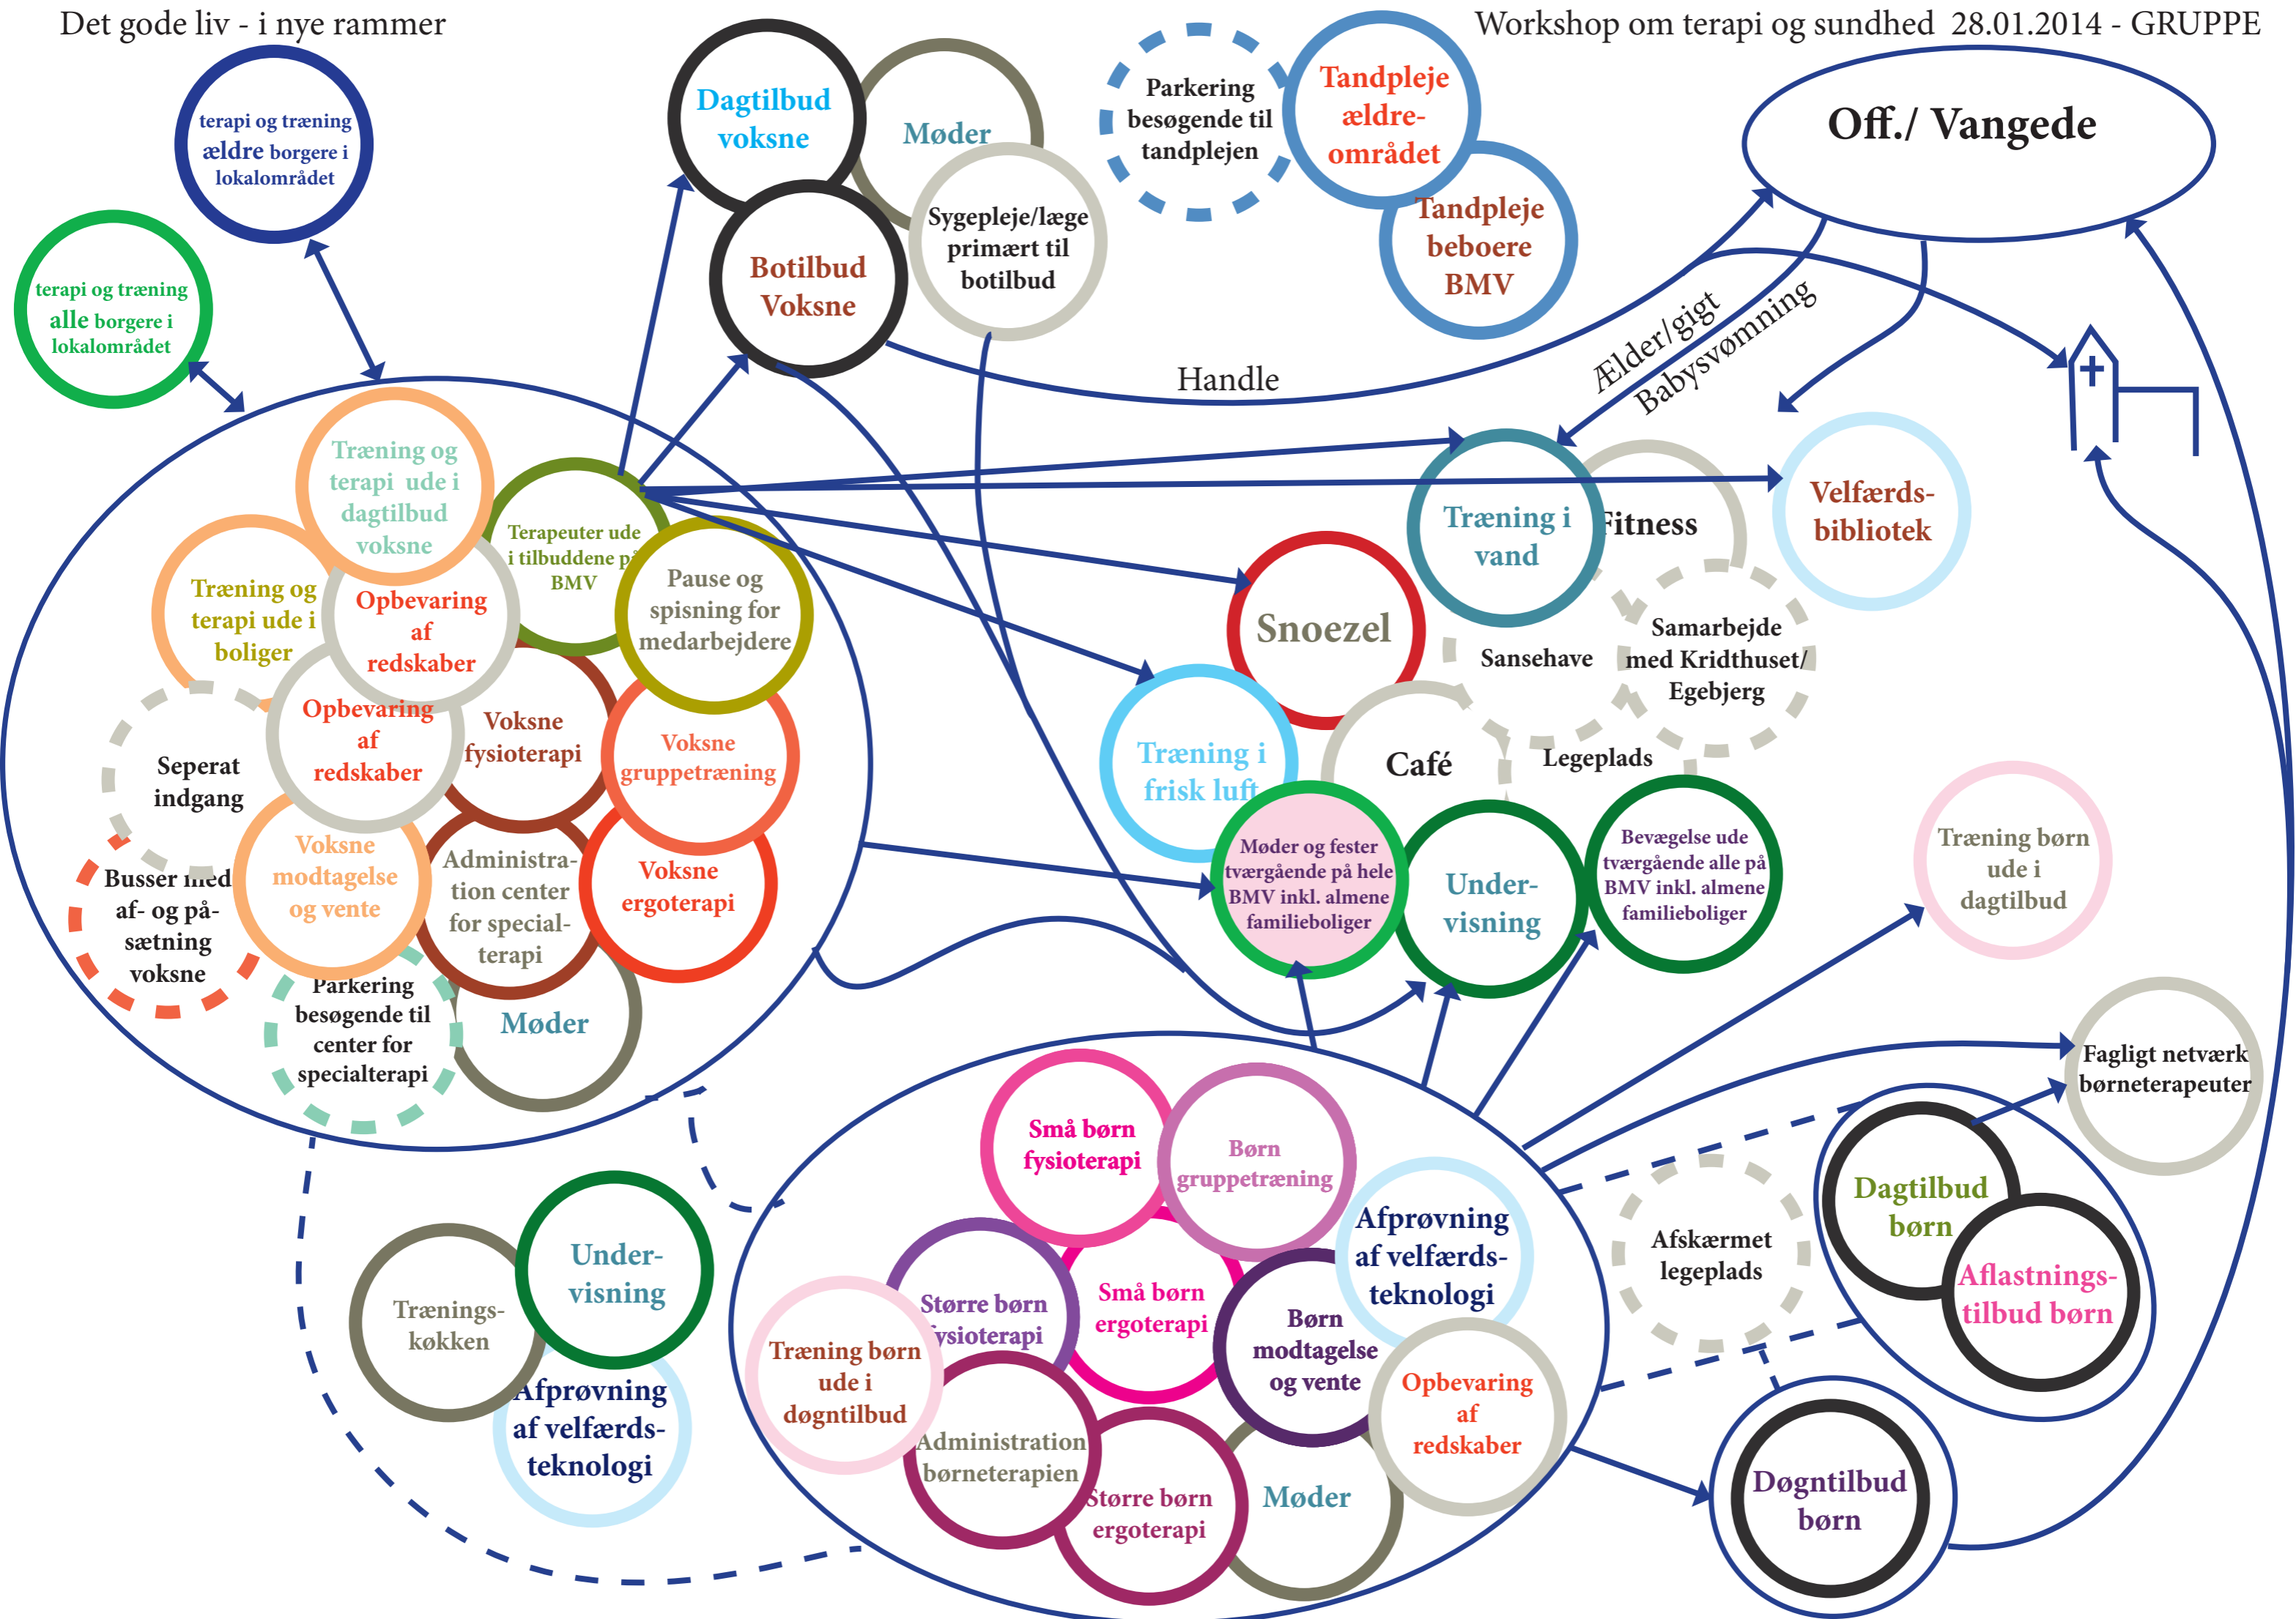 Det gode liv - i nye rammer
Workshop om terapi og sundhed 28.01.2014 - GRUPPE
terapi og træning
ældre borgere i
lokalområdet
terapi og træning
alle borgere i
lokalområdet
Dagtilbud
voksne
Møder
Botilbud
Voksne
Sygepleje/læge
primært til
botilbud
Parkering
besøgende til
tandplejen
Tandpleje
ældre-
området
Tandpleje
beboere
BMV
Off./ Vangede
Handle
Ælder/gigt
Babysvømning
Træning og
terapi ude i
dagtilbud
voksne
Terapeuter ude
i tilbuddene på
BMV
Pause og
spisning for
medarbejdere
Træning og
terapi ude i
boliger
Opbevaring
af
redskaber
Opbevaring
af
redskaber
Voksne
fysioterapi
Voksne
gruppetræning
Seperat
indgang
Voksne
modtagelse
og vente
Administra-
tion center
for special-
terapi
Voksne
ergoterapi
Busser med
af- og på-
sætning
voksne
Parkering
besøgende til
center for
specialterapi
Møder
Træning i
vand
Fitness
Velfærds-
bibliotek
Snoezel
Sansehave
Samarbejde
med Kridthuset/
Egebjerg
Træning i
frisk luft
Café
Legeplads
Møder og fester
tværgående på hele
BMV inkl. almene
familieboliger
Under-
visning
Bevægelse ude
tværgående alle på
BMV inkl. almene
familieboliger
Træning børn
ude i
dagtilbud
Fagligt netværk
børneterapeuter
Små børn
fysioterapi
Børn
gruppetræning
Afprøvning
af velfærds-
teknologi
Større børn
fysioterapi
Små børn
ergoterapi
Børn
modtagelse
og vente
Træning børn
ude i
døgntilbud
Opbevaring
af
redskaber
Administration
børneterapien
Større børn
ergoterapi
Møder
Under-
visning
Trænings-
køkken
Afprøvning
af velfærds-
teknologi
Afskærmet
legeplads
Dagtilbud
børn
Aflastnings-
tilbud børn
Døgntilbud
børn